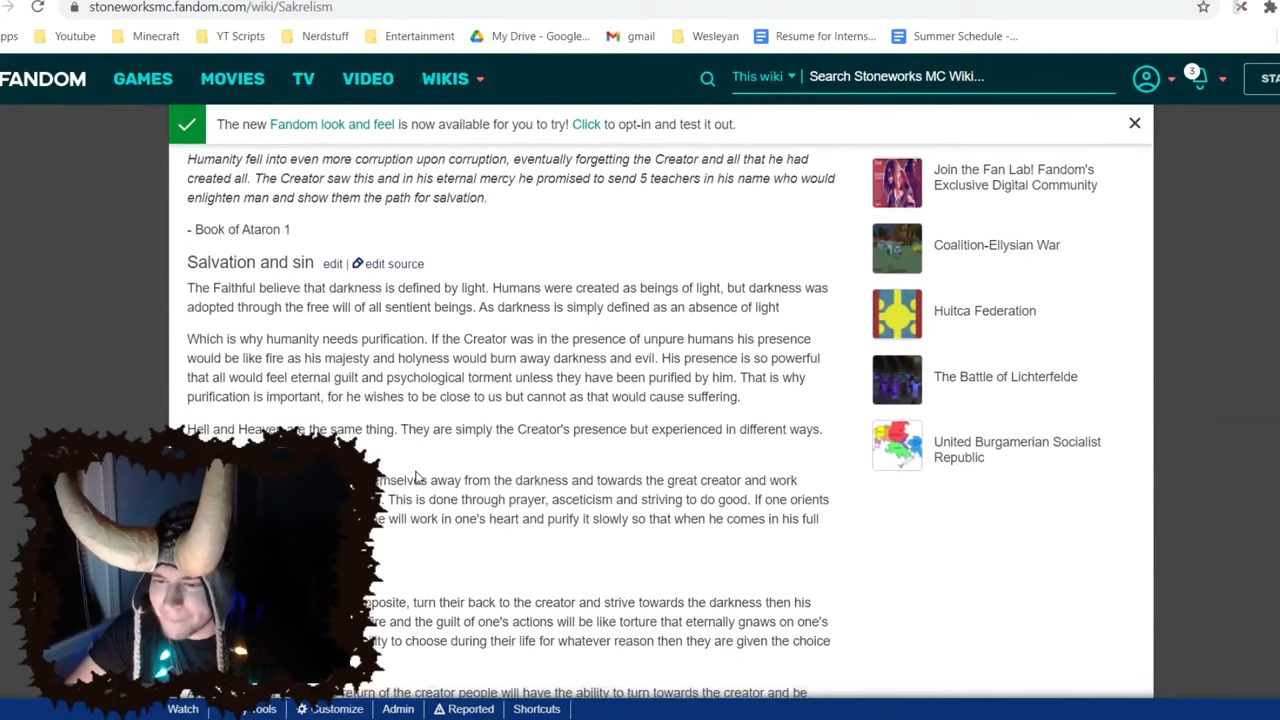 stoneworksmc.fandom.com/wiki/Sakrelism
pps Youtube Minecraft YT Scripts Nerdstuff Entertainment My Drive - Google... gmail Wesleyan Resume for Interns... Summer Schedule -...
FANDOM GAMES MOVIES TV VIDEO WIKIS This wiki Search Stoneworks MC Wiki... 3 STA
The new Fandom look and feel is now available for you to try! Click to opt-in and test it out.
Humanity fell into even more corruption upon corruption, eventually forgetting the Creator and all that he had
created all. The Creator saw this and in his eternal mercy he promised to send 5 teachers in his name who would
enlighten man and show them the path for salvation.
- Book of Ataron 1
Salvation and sin edit | edit source
The Faithful believe that darkness is defined by light. Humans were created as beings of light, but darkness was
adopted through the free will of all sentient beings. As darkness is simply defined as an absence of light
Which is why humanity needs purification. If the Creator was in the presence of unpure humans his presence
would be like fire as his majesty and holyness would burn away darkness and evil. His presence is so powerful
that all would feel eternal guilt and psychological torment unless they have been purified by him. That is why
purification is important, for he wishes to be close to us but cannot as that would cause suffering.
Hell and Heaven are the same thing. They are simply the Creator's presence but experienced in different ways.
emselves away from the darkness and towards the great creator and work
. This is done through prayer, asceticism and striving to do good. If one orients
e will work in one's heart and purify it slowly so that when he comes in his full
pposite, turn their back to the creator and strive towards the darkness then his
ire and the guilt of one's actions will be like torture that eternally gnaws on one's
ility to choose during their life for whatever reason then they are given the choice
return of the creator people will have the ability to turn towards the creator and be
Join the Fan Lab! Fandom's
Exclusive Digital Community
Coalition-Ellysian War
Huitca Federation
The Battle of Lichterfelde
United Burgamerian Socialist
Republic
Watch Tools Customize Admin Reported Shortcuts